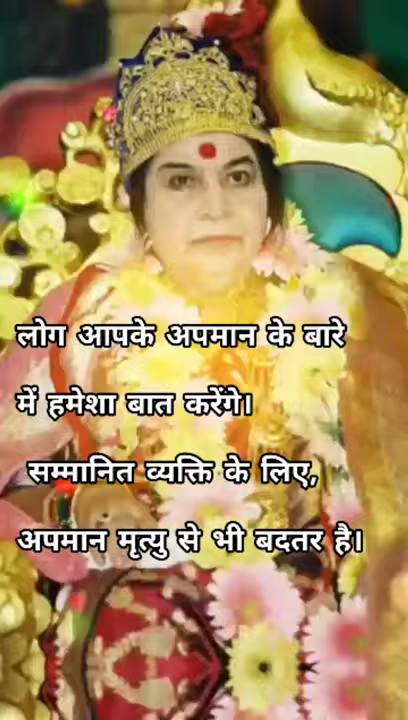 लोग आपके अपमान के बारे
में हमेशा बात करेंगे।
सम्मानित व्यक्ति के लिए,
अपमान मृत्यु से भी बदतर है।